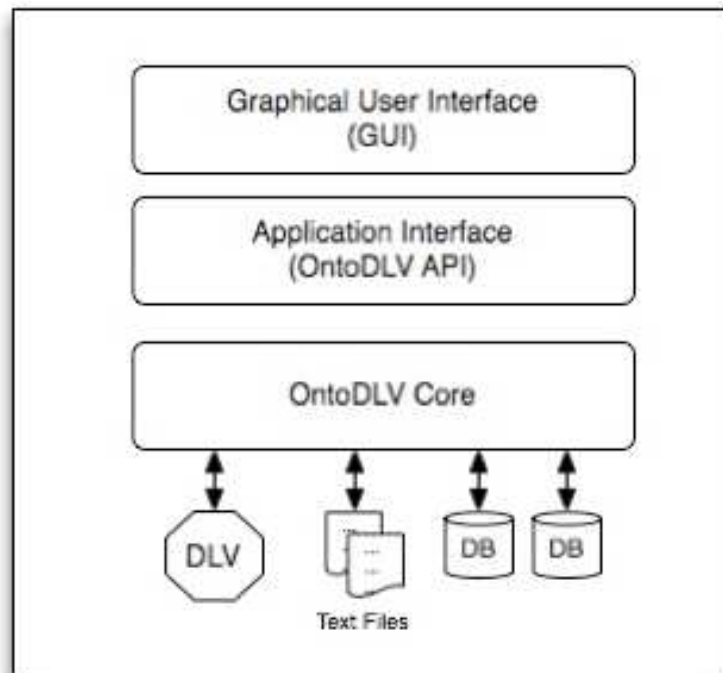 Graphical User Interface
(GUI)
Application Interface
(OntoDLV API)
OntoDLV Core
DLV
...
...
...
...
DB
DB
Text Files